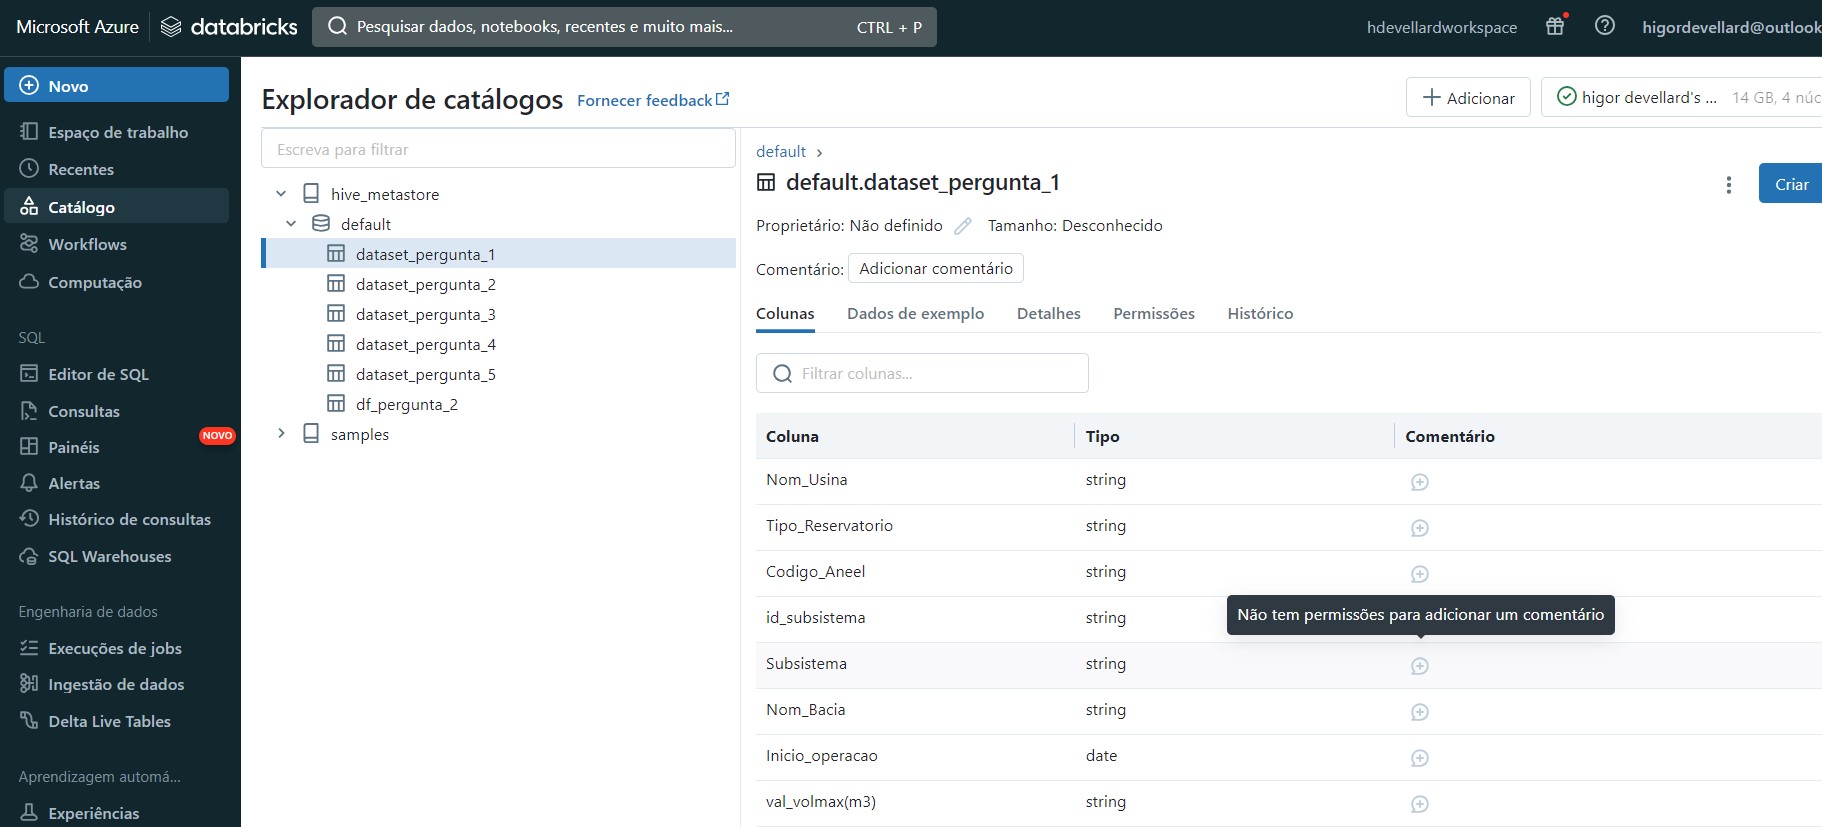 Microsoft Azure databricks Pesquisar dados, notebooks, recentes e muito mais... CTRL + P hdevellardworkspace higordevellard@outlook
Novo
Espaço de trabalho
Recentes
Catálogo
Workflows
Computação
SQL
Editor de SQL
Consultas
Painéis NOVO
Alertas
Histórico de consultas
SQL Warehouses
Engenharia de dados
Execuções de jobs
Ingestão de dados
Delta Live Tables
Aprendizagem automá...
Experiências
Explorador de catálogos Fornecer feedback
Adicionar higor devellard's ... 14 GB, 4 núc
Escreva para filtrar
hive_metastore
default
dataset_pergunta_1
dataset_pergunta_2
dataset_pergunta_3
dataset_pergunta_4
dataset_pergunta_5
df_pergunta_2
samples
default >
default.dataset_pergunta_1 Criar
Proprietário: Não definido Tamanho: Desconhecido
Comentário: Adicionar comentário
Colunas Dados de exemplo Detalhes Permissões Histórico
Filtrar colunas...
Coluna Tipo Comentário
Nom_Usina string
Tipo_Reservatorio string
Codigo_Aneel string
id_subsistema string
Não tem permissões para adicionar um comentário
Subsistema string
Nom_Bacia string
Inicio_operacao date
val_volmax(m3) string